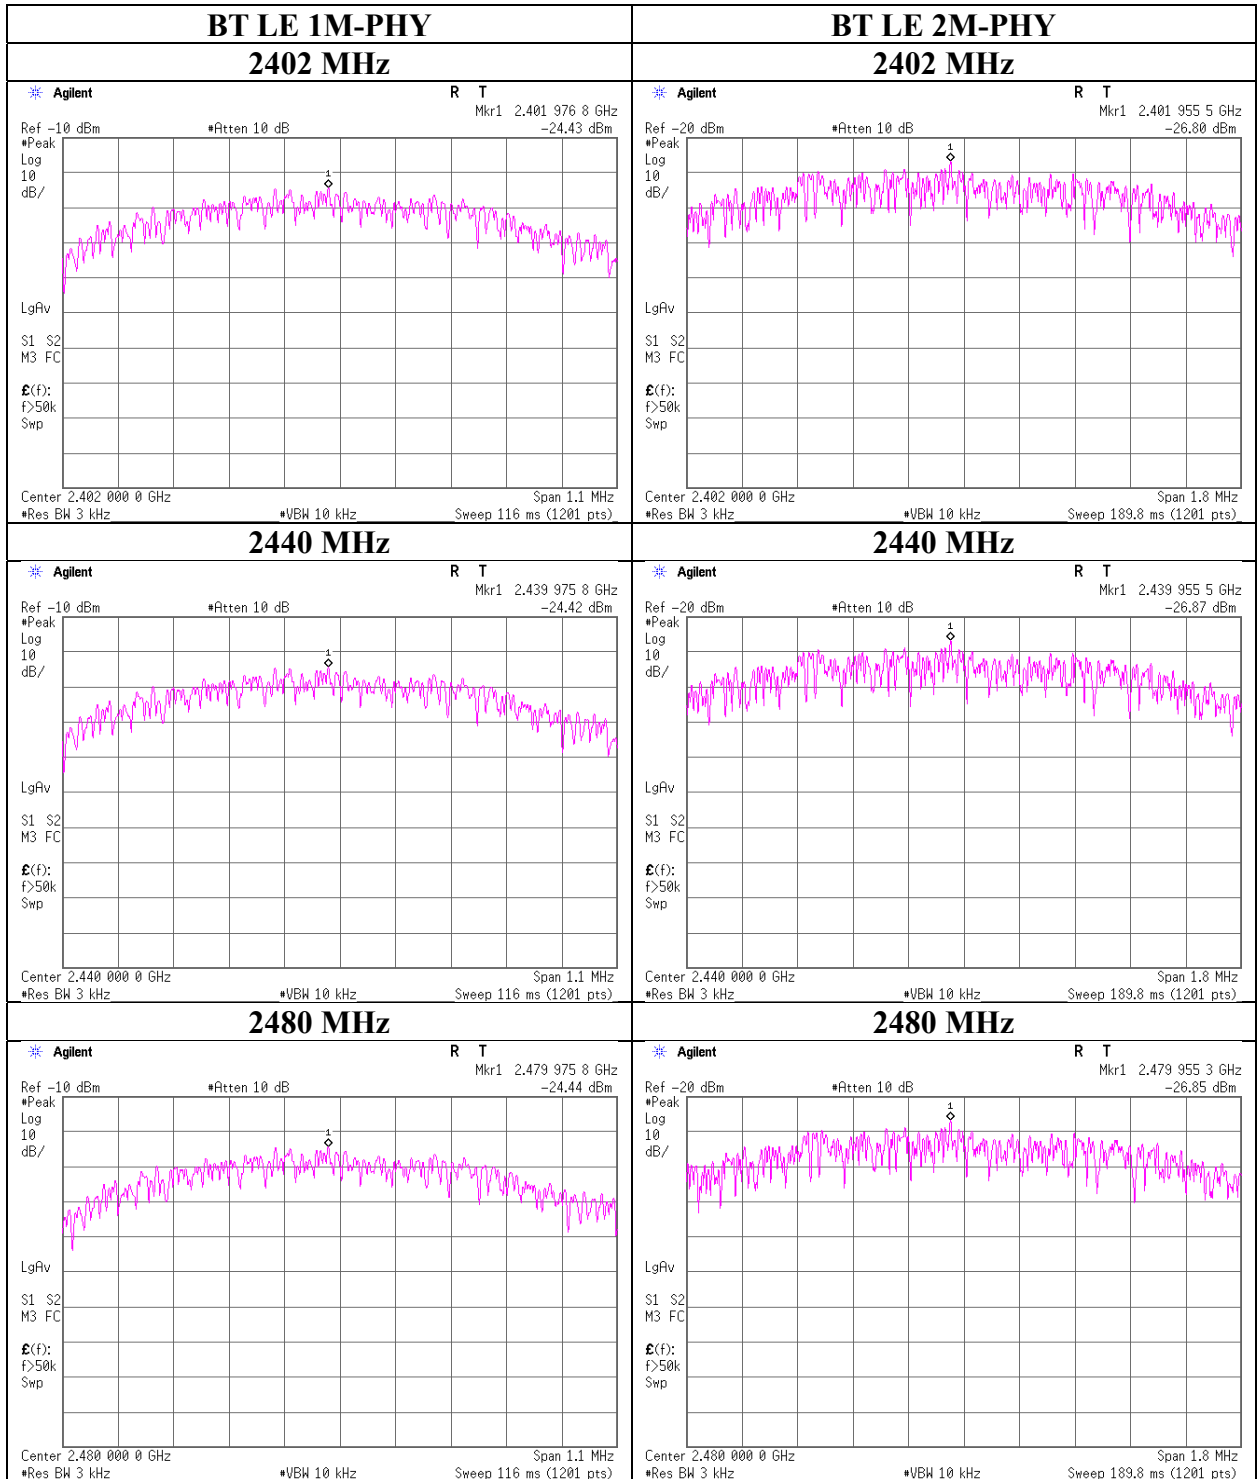 BT LE 1M-PHY
BT LE 2M-PHY
2402 MHz
2402 MHz
Agilent
R T
Mkr1 2.401 976 8 GHz
Ref -10 dBm
#Atten 10 dB
-24.43 dBm
#Peak
Log
10
dB/
1
LgAv
S1 S2
M3 FC
£(f):
f>50k
Swp
Center 2.402 000 0 GHz
Span 1.1 MHz
#Res BW 3 kHz
#VBW 10 kHz
Sweep 116 ms (1201 pts)
Agilent
R T
Mkr1 2.401 955 5 GHz
Ref -20 dBm
#Atten 10 dB
-26.80 dBm
#Peak
Log
10
dB/
1
LgAv
S1 S2
M3 FC
£(f):
f>50k
Swp
Center 2.402 000 0 GHz
Span 1.8 MHz
#Res BW 3 kHz
#VBW 10 kHz
Sweep 189.8 ms (1201 pts)
2440 MHz
2440 MHz
Agilent
R T
Mkr1 2.439 975 8 GHz
Ref -10 dBm
#Atten 10 dB
-24.42 dBm
#Peak
Log
10
dB/
1
LgAv
S1 S2
M3 FC
£(f):
f>50k
Swp
Center 2.440 000 0 GHz
Span 1.1 MHz
#Res BW 3 kHz
#VBW 10 kHz
Sweep 116 ms (1201 pts)
Agilent
R T
Mkr1 2.439 955 5 GHz
Ref -20 dBm
#Atten 10 dB
-26.87 dBm
#Peak
Log
10
dB/
1
LgAv
S1 S2
M3 FC
£(f):
f>50k
Swp
Center 2.440 000 0 GHz
Span 1.8 MHz
#Res BW 3 kHz
#VBW 10 kHz
Sweep 189.8 ms (1201 pts)
2480 MHz
2480 MHz
Agilent
R T
Mkr1 2.479 975 8 GHz
Ref -10 dBm
#Atten 10 dB
-24.44 dBm
#Peak
Log
10
dB/
1
LgAv
S1 S2
M3 FC
£(f):
f>50k
Swp
Center 2.480 000 0 GHz
Span 1.1 MHz
#Res BW 3 kHz
#VBW 10 kHz
Sweep 116 ms (1201 pts)
Agilent
R T
Mkr1 2.479 955 3 GHz
Ref -20 dBm
#Atten 10 dB
-26.85 dBm
#Peak
Log
10
dB/
1
LgAv
S1 S2
M3 FC
£(f):
f>50k
Swp
Center 2.480 000 0 GHz
Span 1.8 MHz
#Res BW 3 kHz
#VBW 10 kHz
Sweep 189.8 ms (1201 pts)